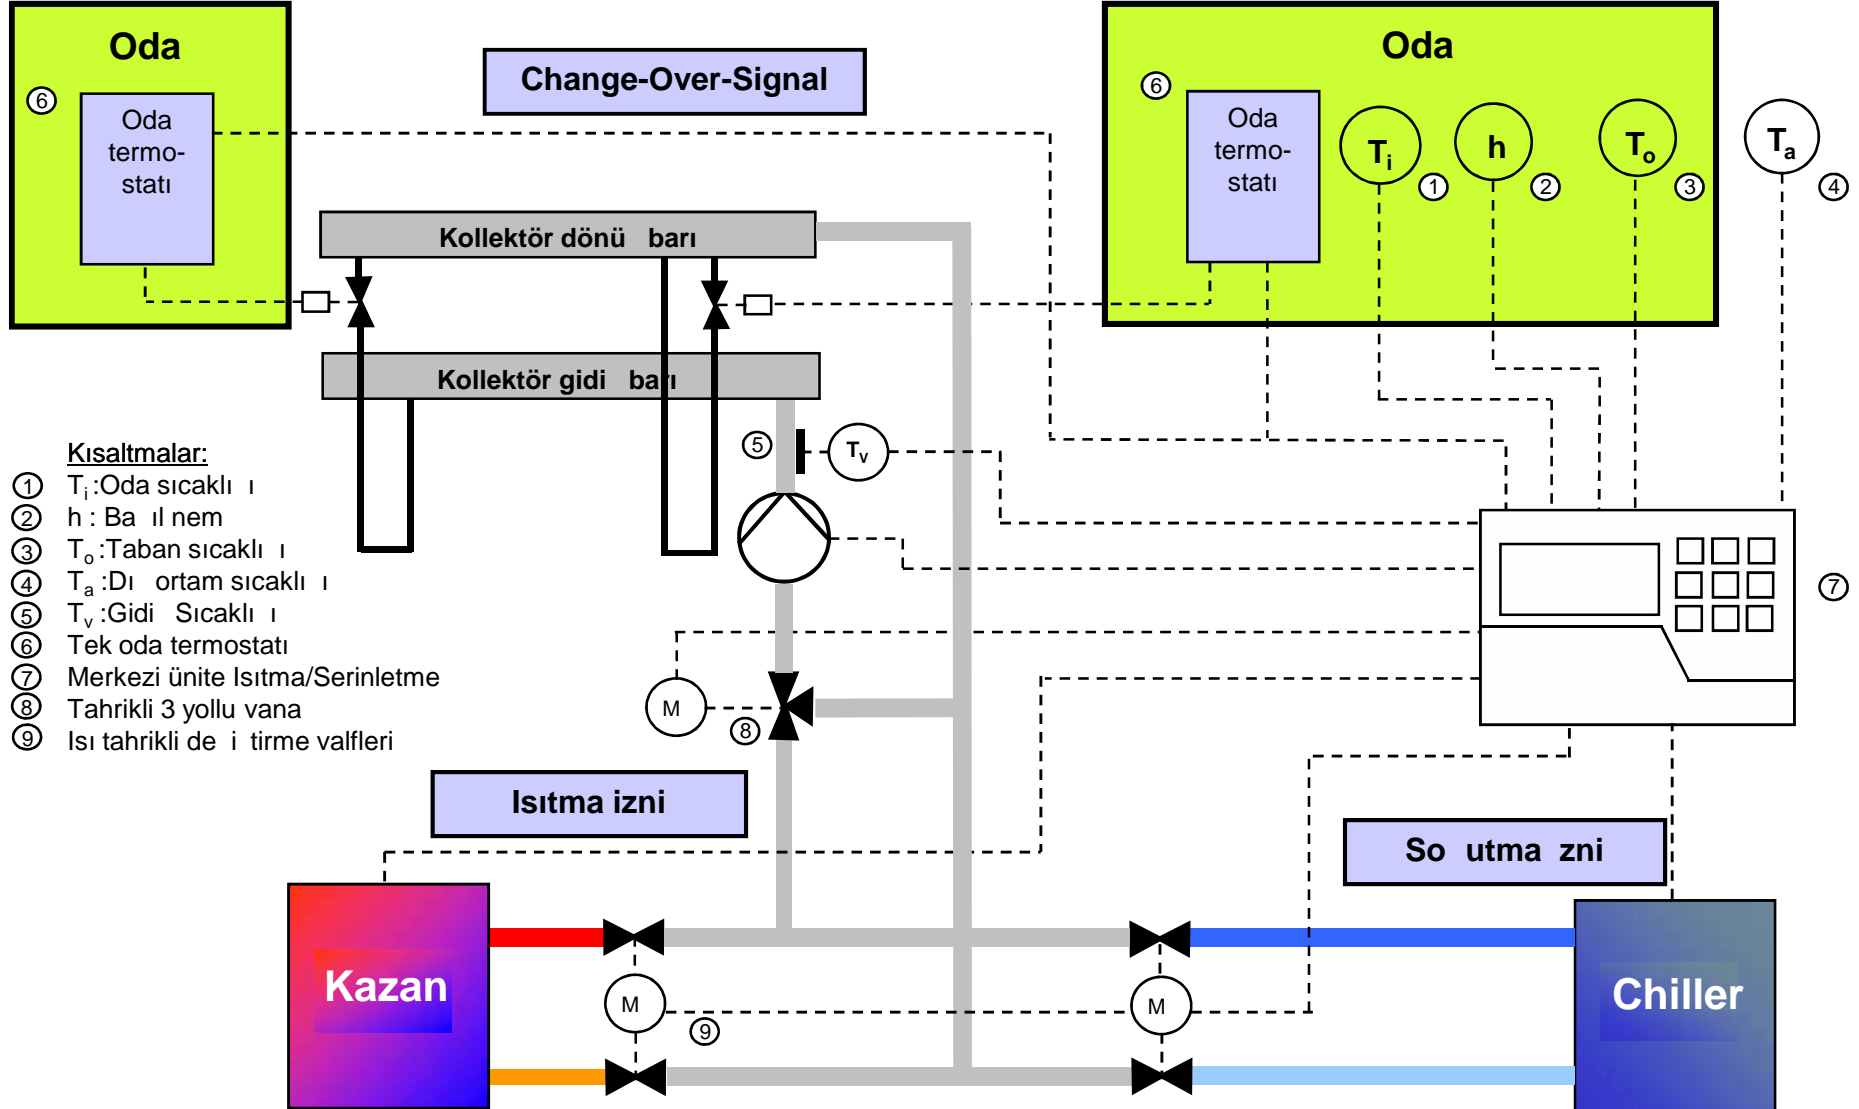 Oda
6
Oda
termo-
statı
Change-Over-Signal
Oda
6
Oda
termo-
statı
Ti
1
h
2
To
3
Ta
4
Kollektör dönü barı
Kollektör gidi barı
5
Tv
Kısaltmalar:
1 Ti :Oda sıcaklı ı
2 h : Ba ıl nem
3 To :Taban sıcaklı ı
4 Ta :Dı ortam sıcaklı ı
5 Tv :Gidi Sıcaklı ı
6 Tek oda termostatı
7 Merkezi ünite Isıtma/Serinletme
8 Tahrikli 3 yollu vana
9 Isı tahrikli de i tirme valfleri
7
M
8
Isıtma izni
So utma zni
Kazan
M
9
M
Chiller